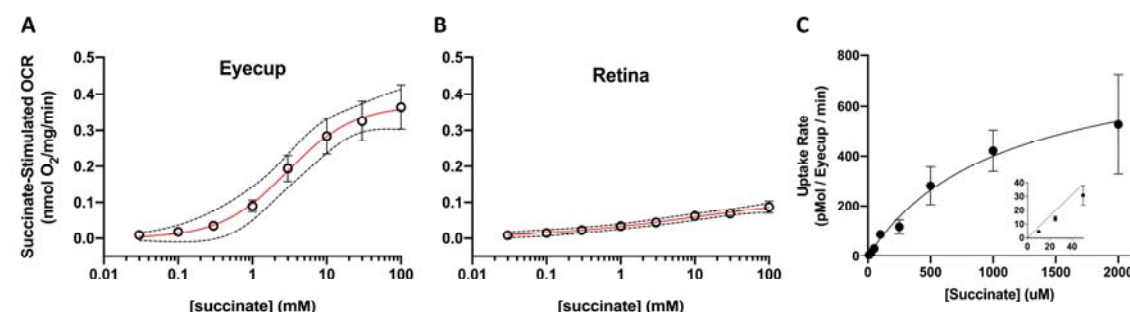 A
Eyecup
Succinate-Stimulated OCR
(nmol O2/mg/min)
0.5
0.4
0.3
0.2
0.1
0.0
0.01 0.1 1 10 100
[succinate] (mM)
B
Retina
0.5
0.4
0.3
0.2
0.1
0.0
0.01 0.1 1 10 100
[succinate] (mM)
C
Uptake Rate
(pMol / Eyecup / min)
800
600
400
200
0
40
30
20
10
0
0 20 40
0 500 1000 1500 2000
[Succinate] (uM)